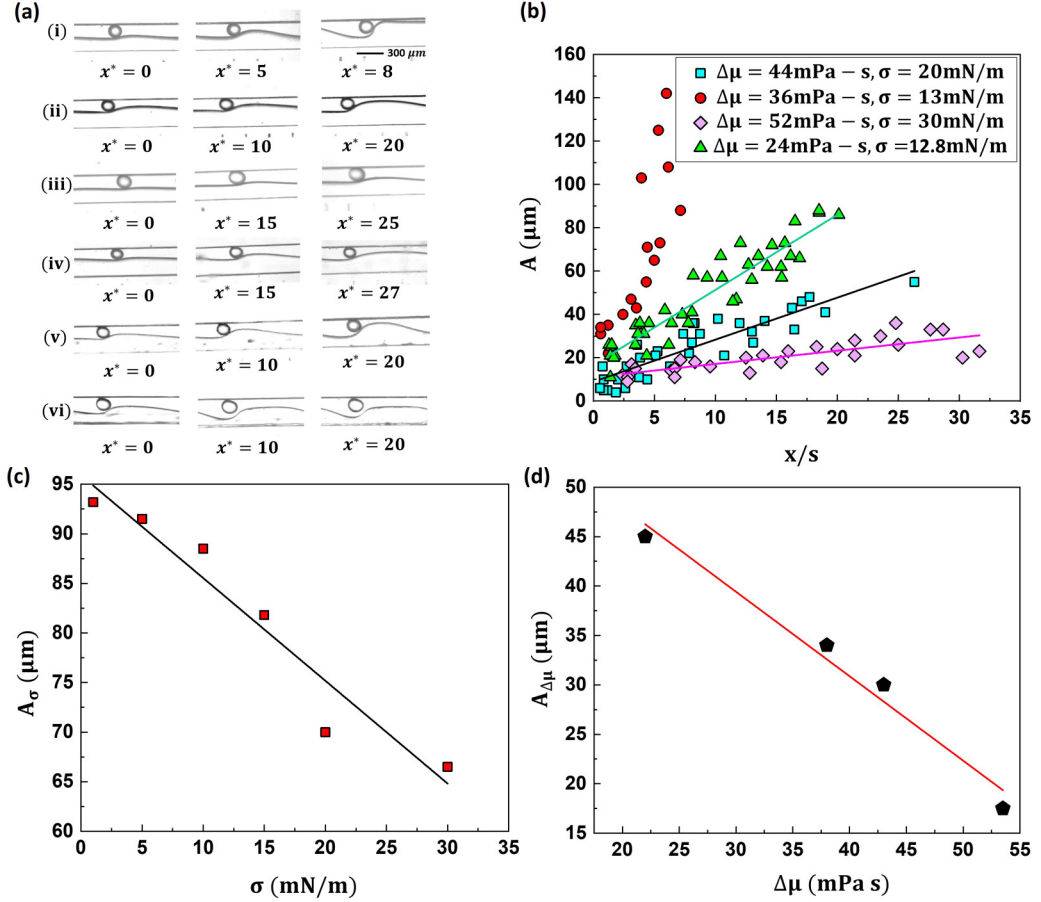 (a)
(i)
300 μm
x* = 0 x* = 5 x* = 8
(ii)
x* = 0 x* = 10 x* = 20
(iii)
x* = 0 x* = 15 x* = 25
(iv)
x* = 0 x* = 15 x* = 27
(v)
x* = 0 x* = 10 x* = 20
(vi)
x* = 0 x* = 10 x* = 20
(b)
160
140
120
100
80
60
40
20
0
A (μm)
Δμ = 44mPa − s, σ = 20mN/m
Δμ = 36mPa − s, σ = 13mN/m
Δμ = 52mPa − s, σ = 30mN/m
Δμ = 24mPa − s, σ =12.8mN/m
0 5 10 15 20 25 30 35
x/s
(c)
95
90
85
80
75
70
65
60
Aσ (μm)
0 5 10 15 20 25 30 35
σ (mN/m)
(d)
50
45
40
35
30
25
20
15
AΔμ (μm)
20 25 30 35 40 45 50 55
Δμ (mPa s)